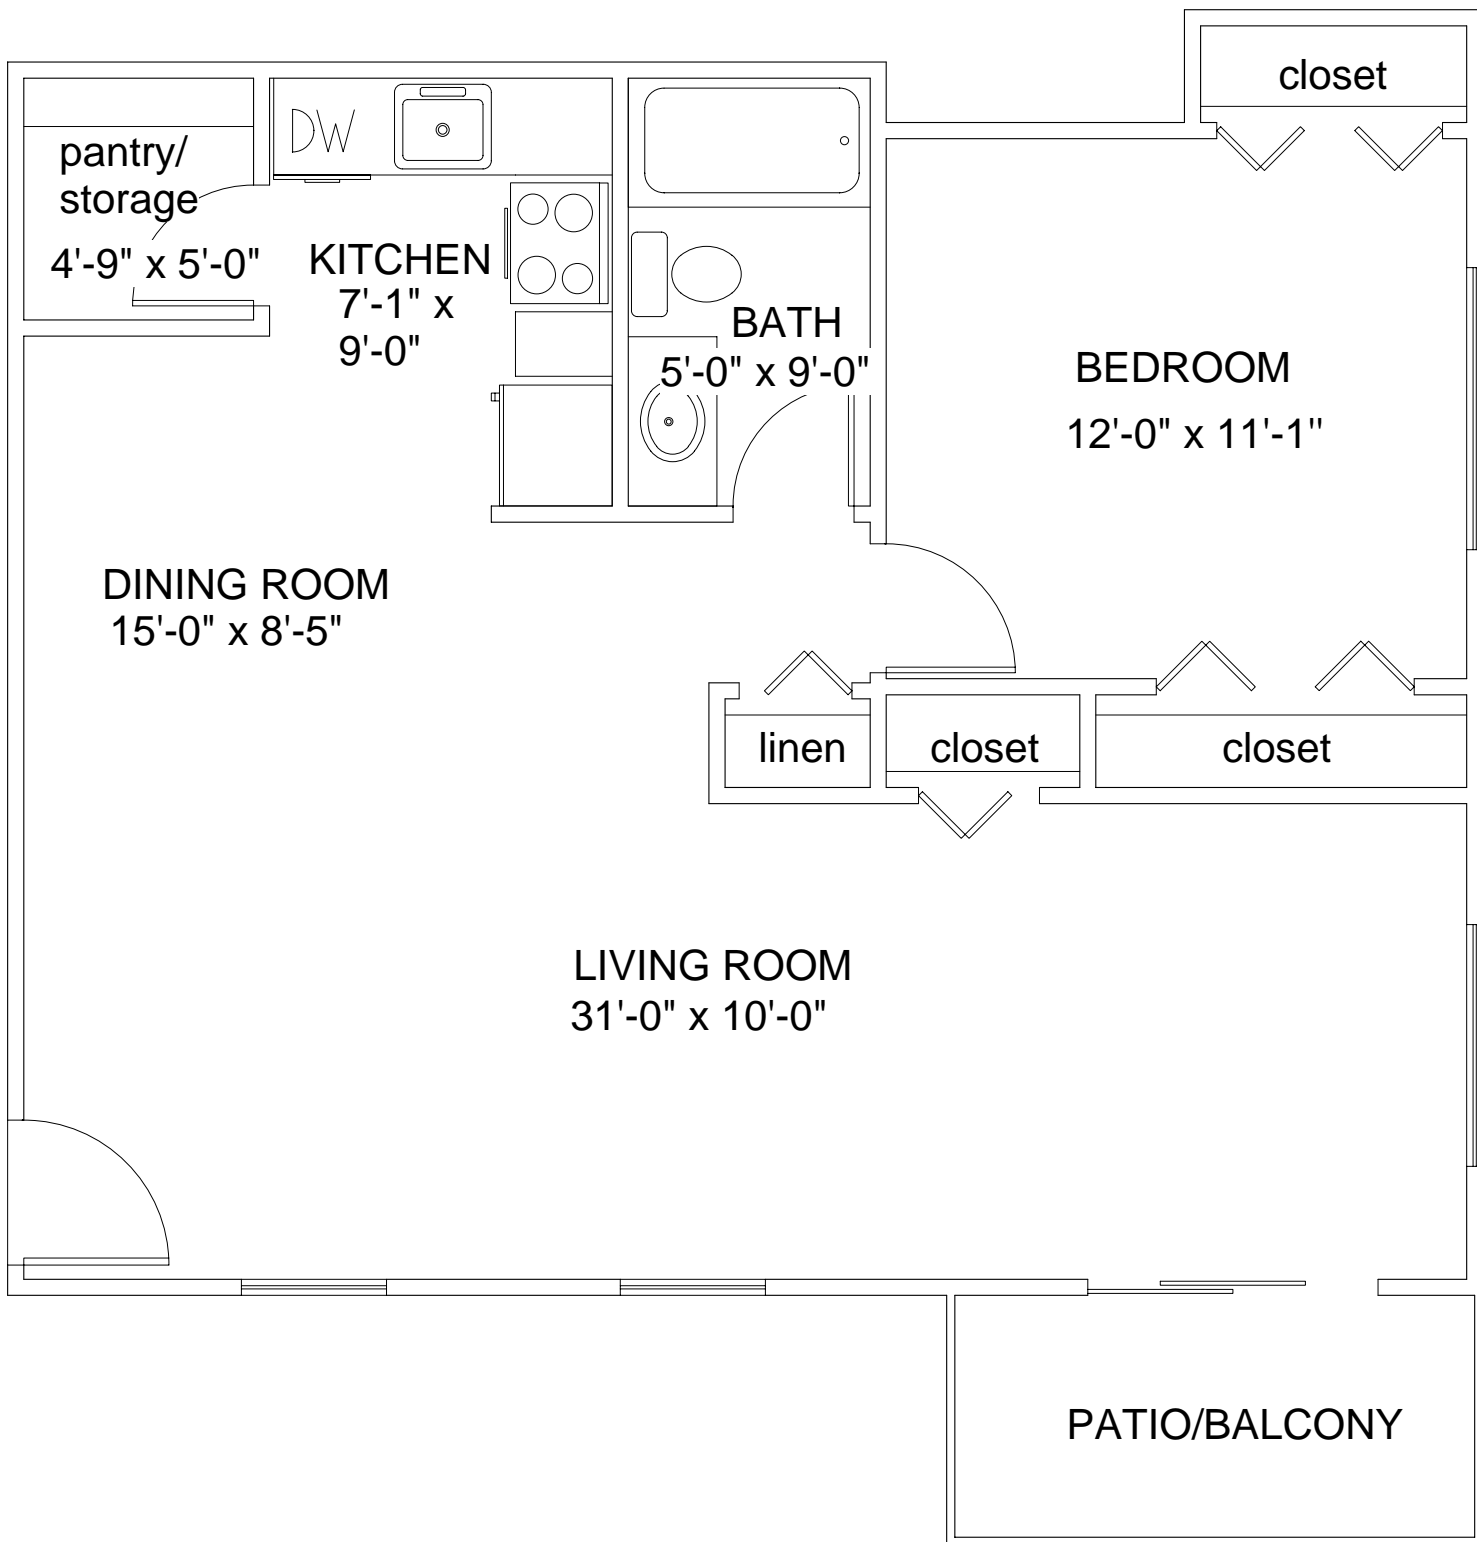 closet
DW
pantry/
storage
4'-9" x 5'-0"
KITCHEN
7'-1" x
9'-0"
BATH
5'-0" x 9'-0"
BEDROOM
12'-0" x 11'-1"
DINING ROOM
15'-0" x 8'-5"
linen
closet
closet
LIVING ROOM
31'-0" x 10'-0"
PATIO/BALCONY